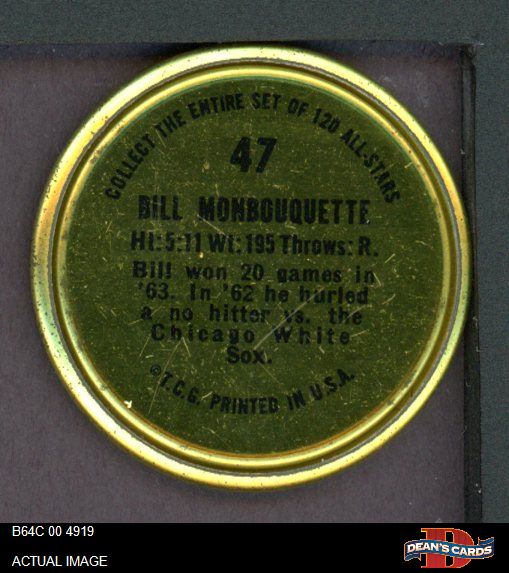 COLLECT THE ENTIRE SET OF 120 ALL-STARS
47
BILL MONBOUQUETTE
Ht:5:11 Wt:195 Throws: R.
Bill won 20 games in
'63. In '62 he hurled
a no hitter vs. the
Chicago White
Sox.
©T.C.G. PRINTED IN U.S.A.
B64C 00 4919
ACTUAL IMAGE
D
DEAN'S CARDS